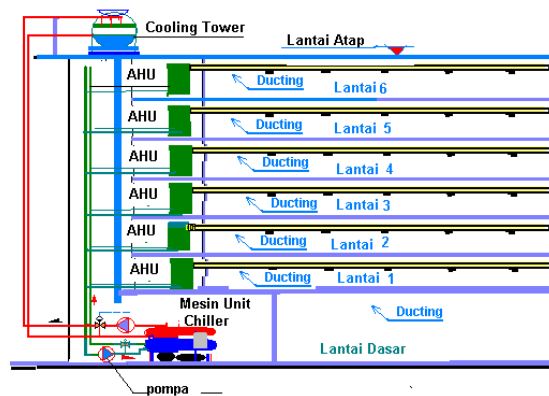 Cooling Tower
Lantai Atap
AHU
Ducting
Lantai 6
AHU
Ducting
Lantai 5
AHU
Ducting
Lantai 4
AHU
Ducting
Lantai 3
AHU
Ducting
Lantai 2
AHU
Ducting
Lantai 1
Mesin Unit
Chiller
Ducting
Lantai Dasar
pompa